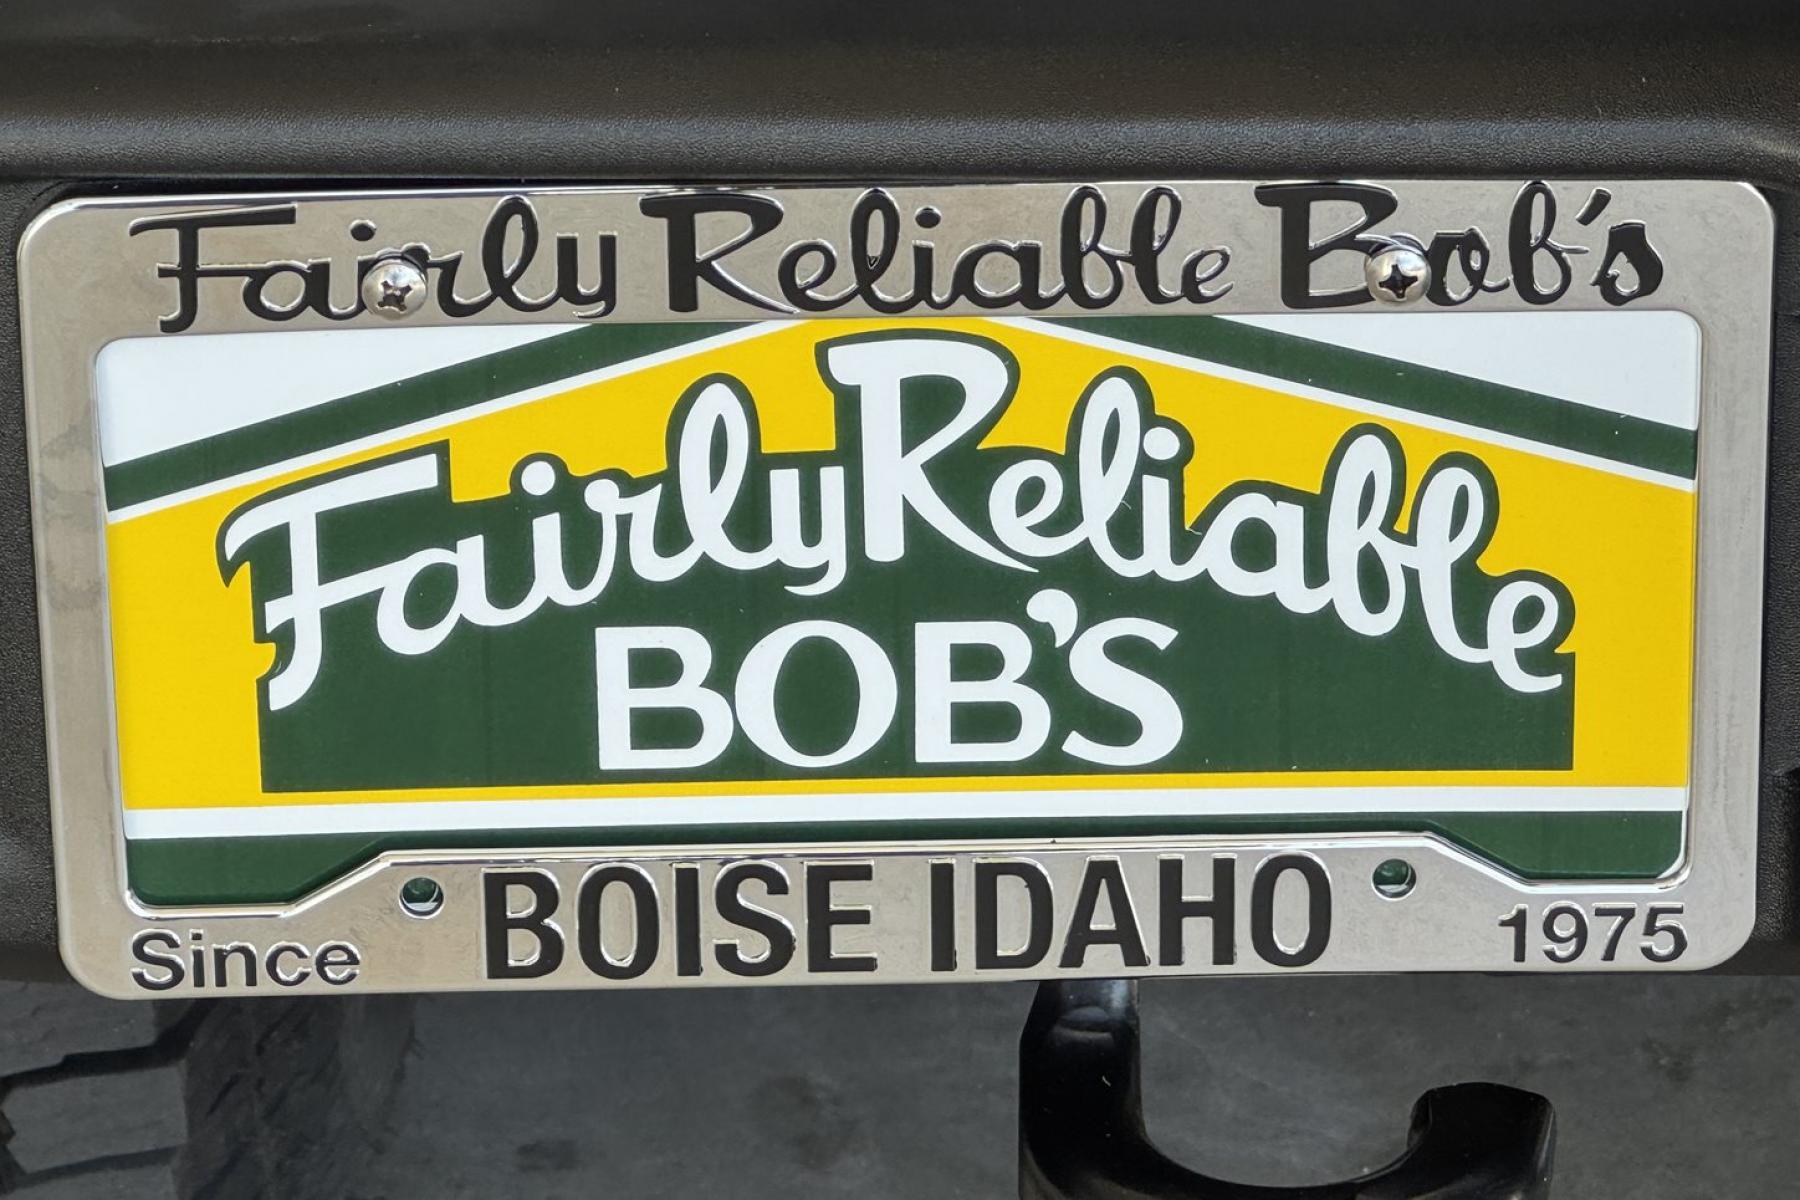 Fairly Reliable Bob's
Fairly Reliable
BOB'S
Since BOISE IDAHO 1975